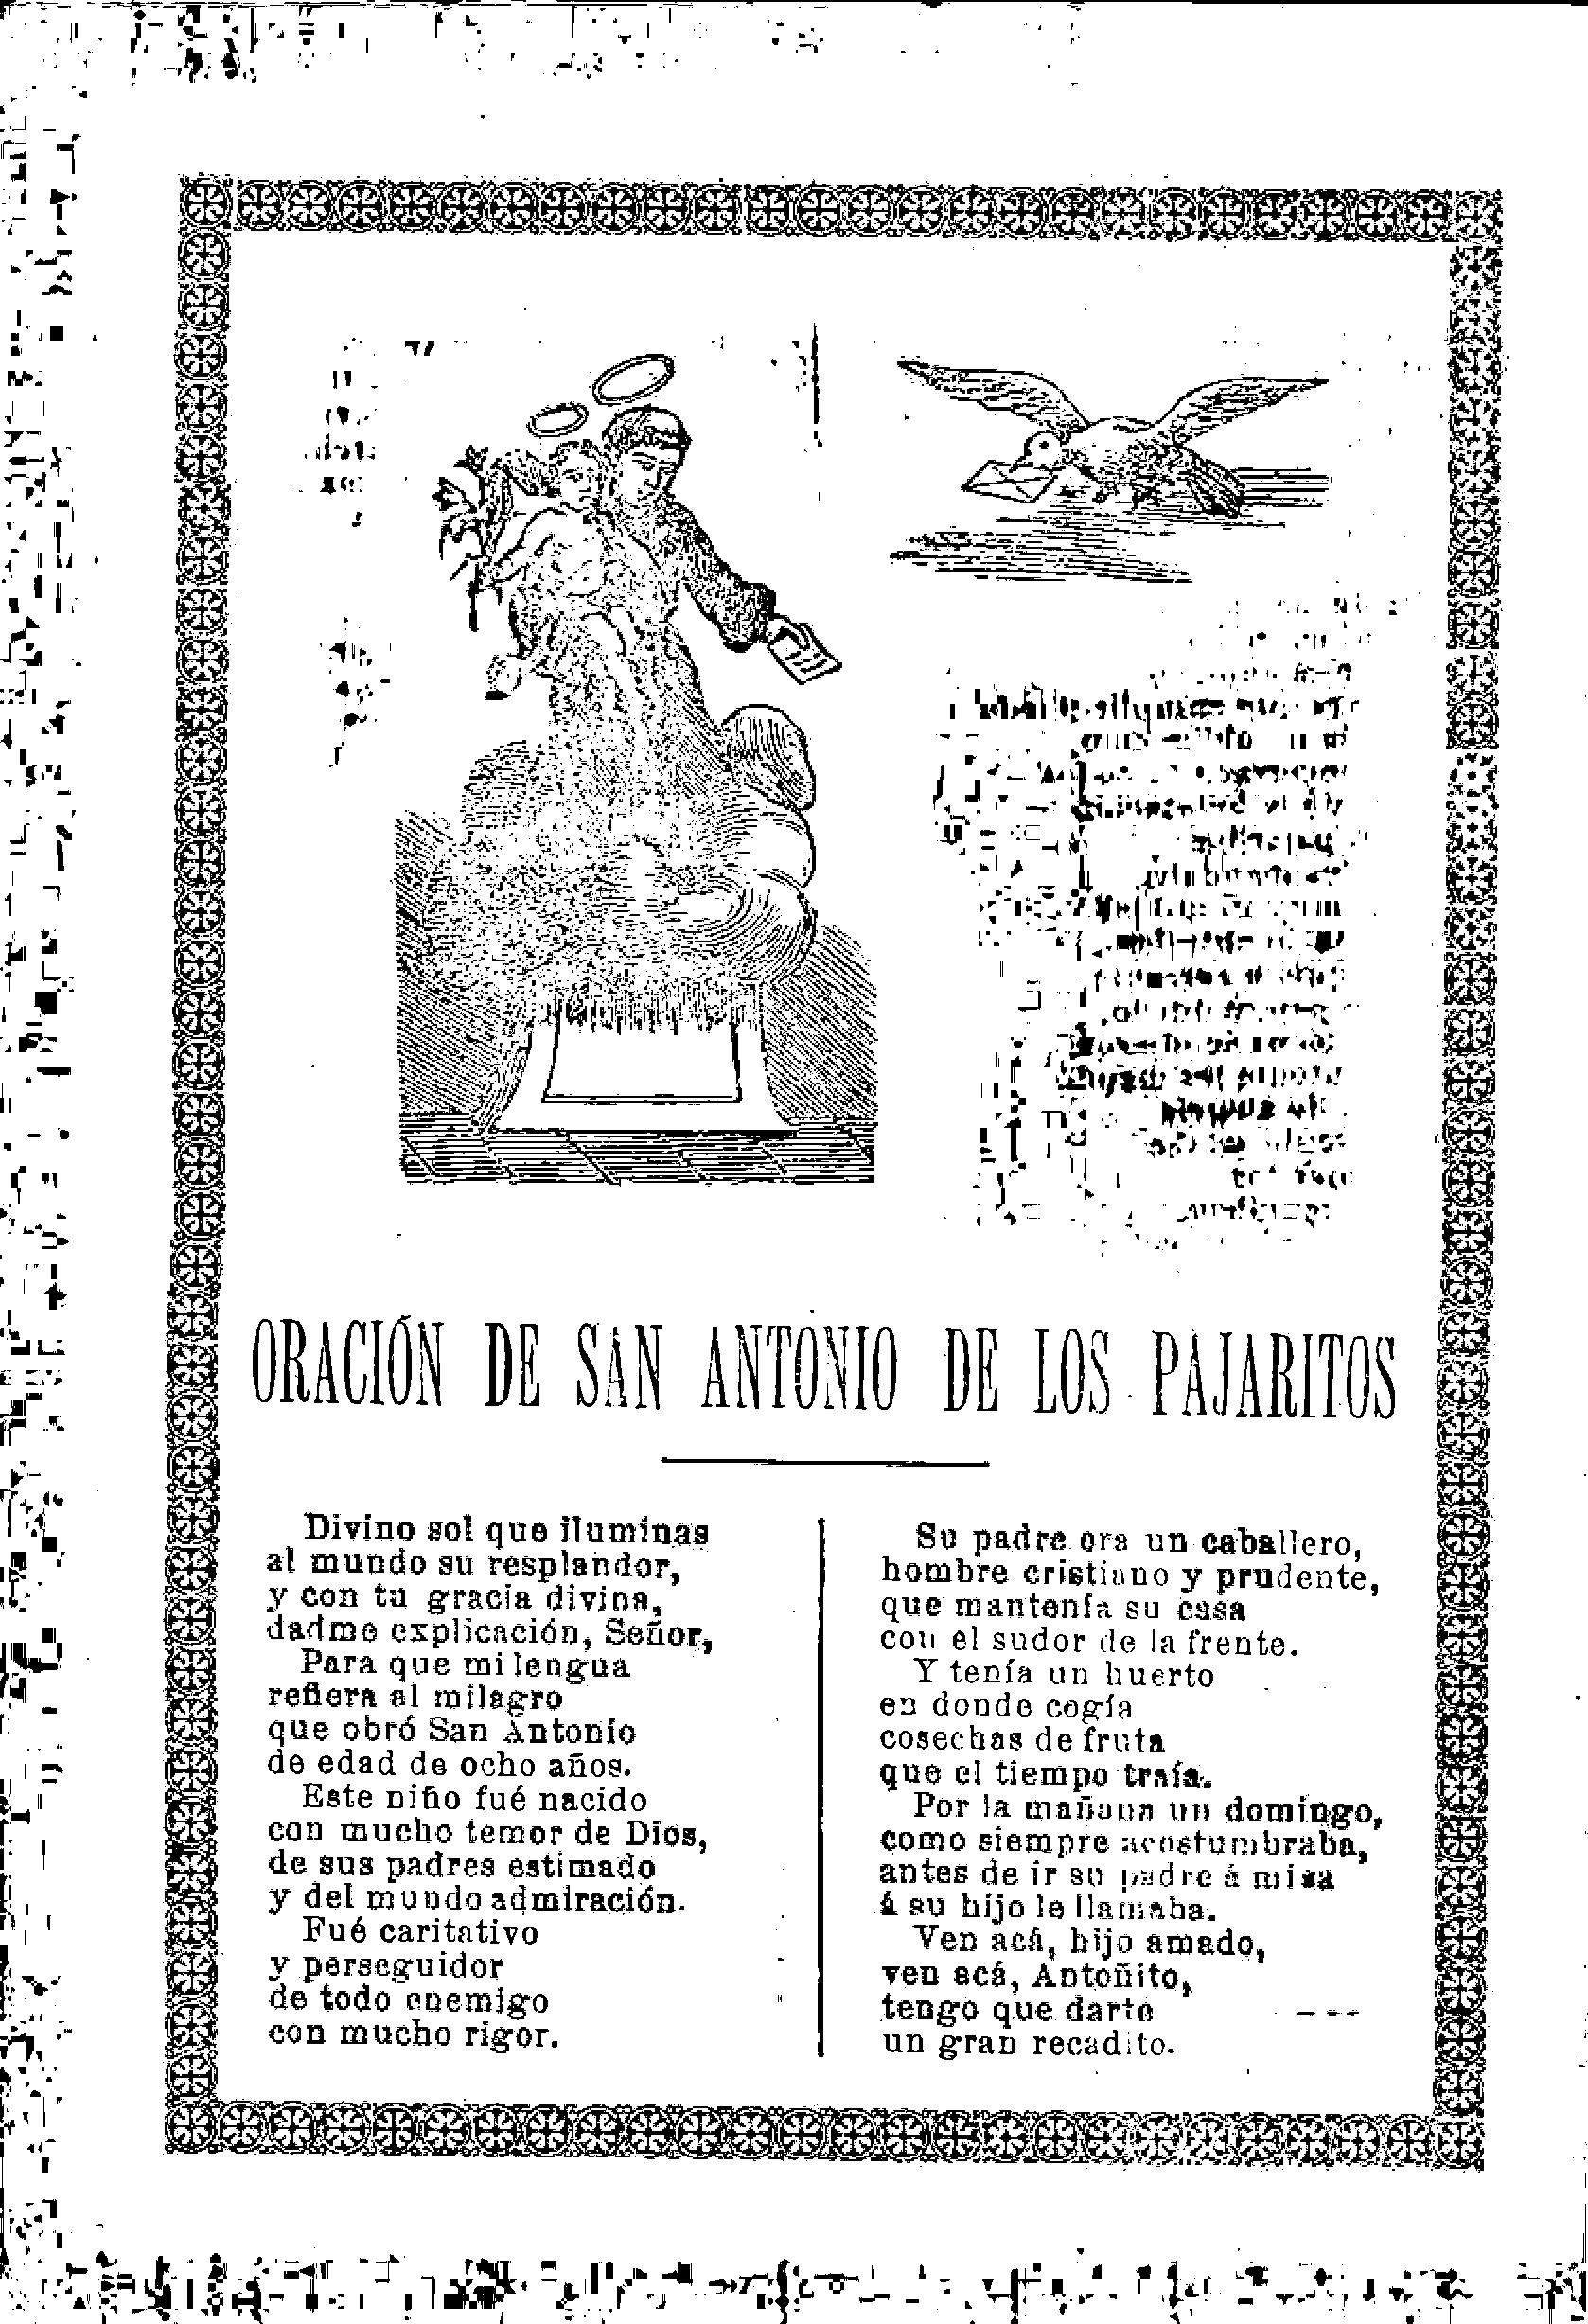 ORACIÓN DE SAN ANTONIO DE LOS PAJARITOS
Divino sol que iluminas
al mundo su resplandor,
y con tu gracia divina,
dadme explicación, Señor,
Para que mi lengua
refiera al milagro
que obró San Antonio
de edad de ocho años.
Este niño fué nacido
con mucho temor de Dios,
de sus padres estimado
y del mundo admiración.
Fué caritativo
y perseguidor
de todo enemigo
con mucho rigor.
Su padre era un caballero,
hombre cristiano y prudente,
que mantenía su casa
con el sudor de la frente.
Y tenía un huerto
en donde cogía
cosechas de fruta
que el tiempo traía.
Por la mañana un domingo,
como siempre acostumbraba,
antes de ir su padre á misa
á su hijo le llamaba.
Ven acá, hijo amado,
ven acá, Antoñito,
tengo que darte
un gran recadito.